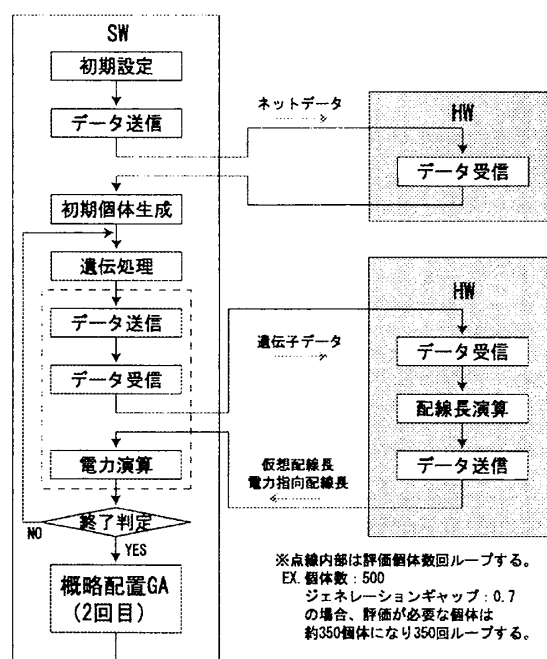 SW
初期設定
データ送信
ネットデータ
HW
データ受信
初期個体生成
遺伝処理
データ送信
データ受信
遺伝子データ
HW
データ受信
配線長演算
データ送信
電力演算
仮想配線長
電力指向配線長
終了判定
NO
YES
概略配置GA
(2回目)
※点線内部は評価個体数回ループする。
EX. 個体数：500
ジェネレーションギャップ：0.7
の場合、評価が必要な個体は
約350個体になり350回ループする。